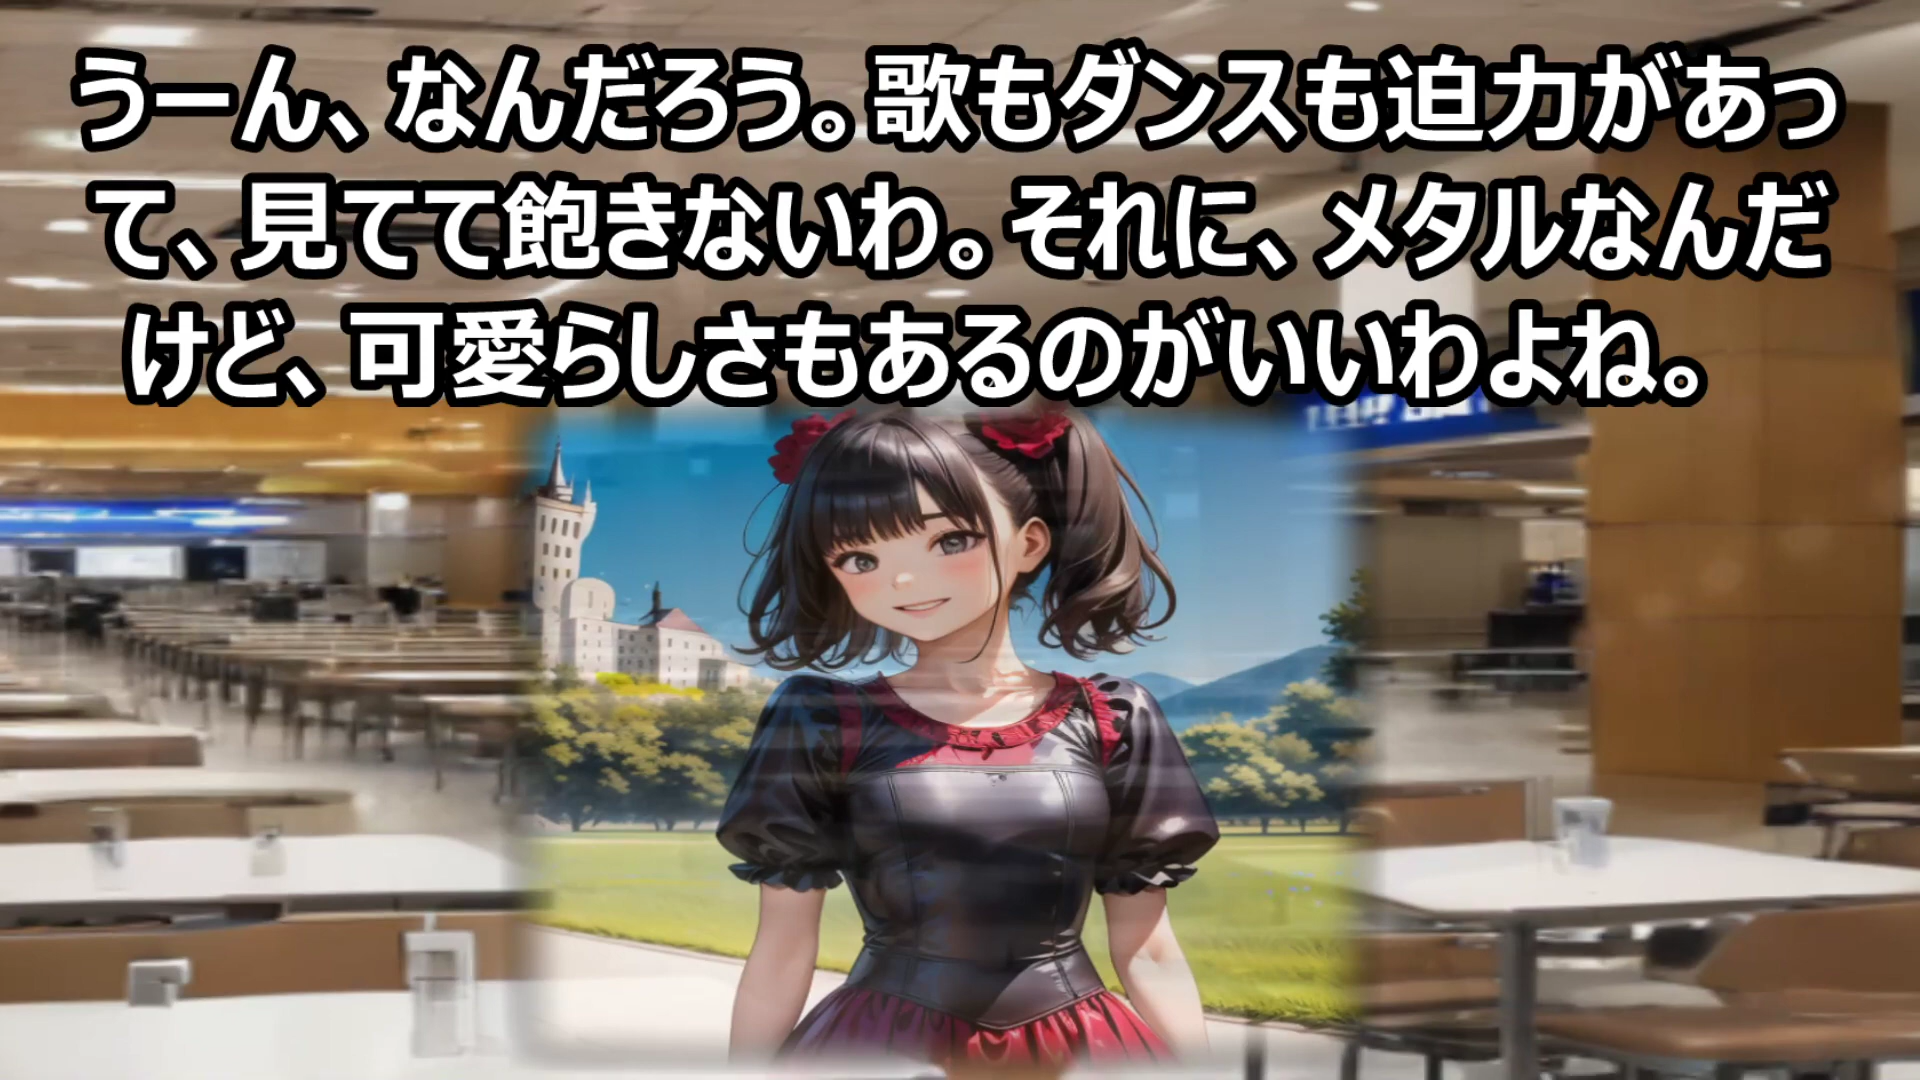 うーん、なんだろう。歌もダンスも迫力があっ
て、見てて飽きないわ。それに、メタルなんだ
けど、可愛らしさもあるのがいいわよね。